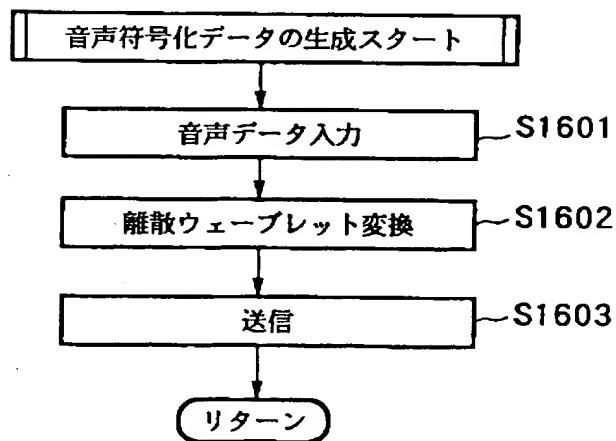 音声符号化データの生成スタート
音声データ入力
S1601
離散ウェーブレット変換
S1602
送信
S1603
リターン